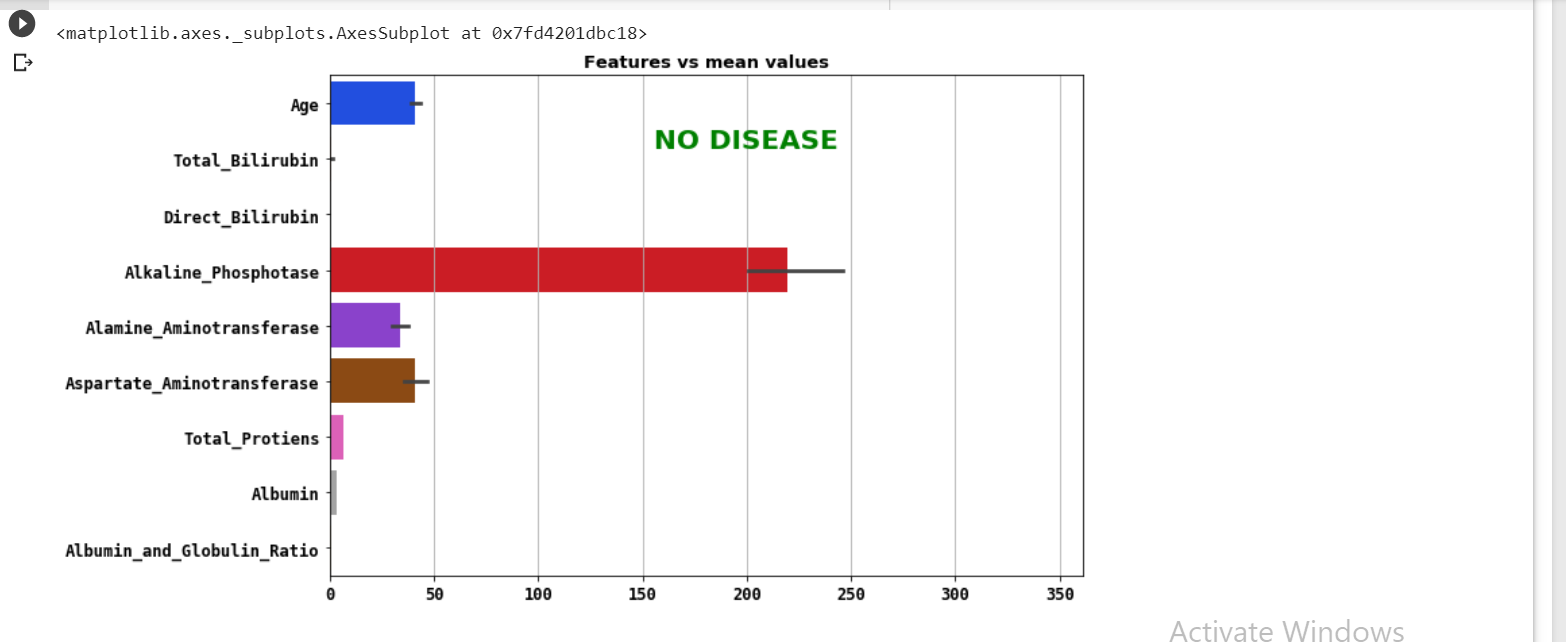 <matplotlib.axes._subplots.AxesSubplot at 0x7fd4201dbc18>
Features vs mean values
Age
NO DISEASE
Total_Bilirubin
Direct_Bilirubin
Alkaline_Phosphotase
Alamine_Aminotransferase
Aspartate_Aminotransferase
Total_Protiens
Albumin
Albumin_and_Globulin_Ratio
0 50 100 150 200 250 300 350
Activate Windows